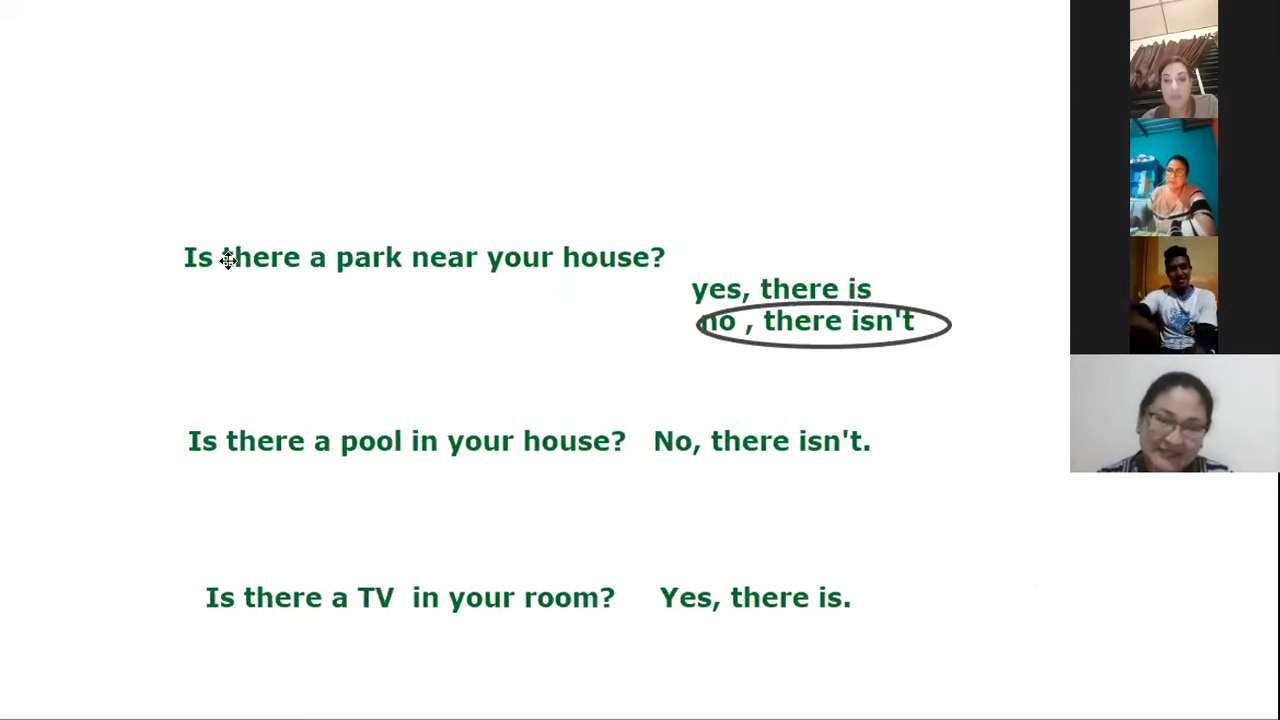 Is there a park near your house?
yes, there is
no , there isn't
Is there a pool in your house? No, there isn't.
Is there a TV in your room? Yes, there is.